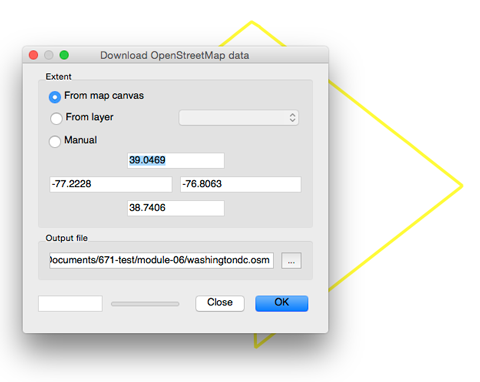 Download OpenStreetMap data
Extent
From map canvas
From layer
Manual
39.0469
-77.2228 -76.8063
38.7406
Output file
Documents/671-test/module-06/washingtondc.osm ...
Close OK